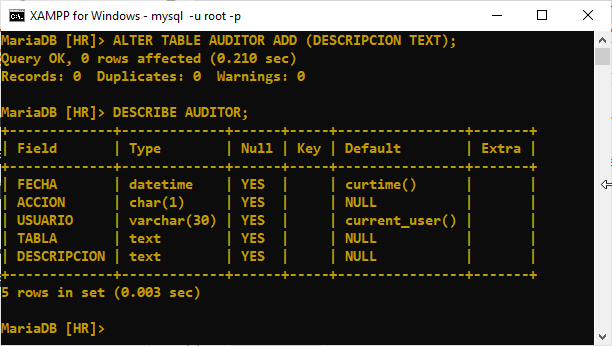 XAMPP for Windows - mysql  -u root -p
MariaDB [HR]> ALTER TABLE AUDITOR ADD (DESCRIPCION TEXT);
Query OK, 0 rows affected (0.210 sec)
Records: 0  Duplicates: 0  Warnings: 0

MariaDB [HR]> DESCRIBE AUDITOR;
+-------------+-------------+------+-----+----------------+-------+
| Field       | Type        | Null | Key | Default        | Extra |
+-------------+-------------+------+-----+----------------+-------+
| FECHA       | datetime    | YES  |     | curtime()      |       |
| ACCION      | char(1)     | YES  |     | NULL           |       |
| USUARIO     | varchar(30) | YES  |     | current_user() |       |
| TABLA       | text        | YES  |     | NULL           |       |
| DESCRIPCION | text        | YES  |     | NULL           |       |
+-------------+-------------+------+-----+----------------+-------+
5 rows in set (0.003 sec)

MariaDB [HR]>